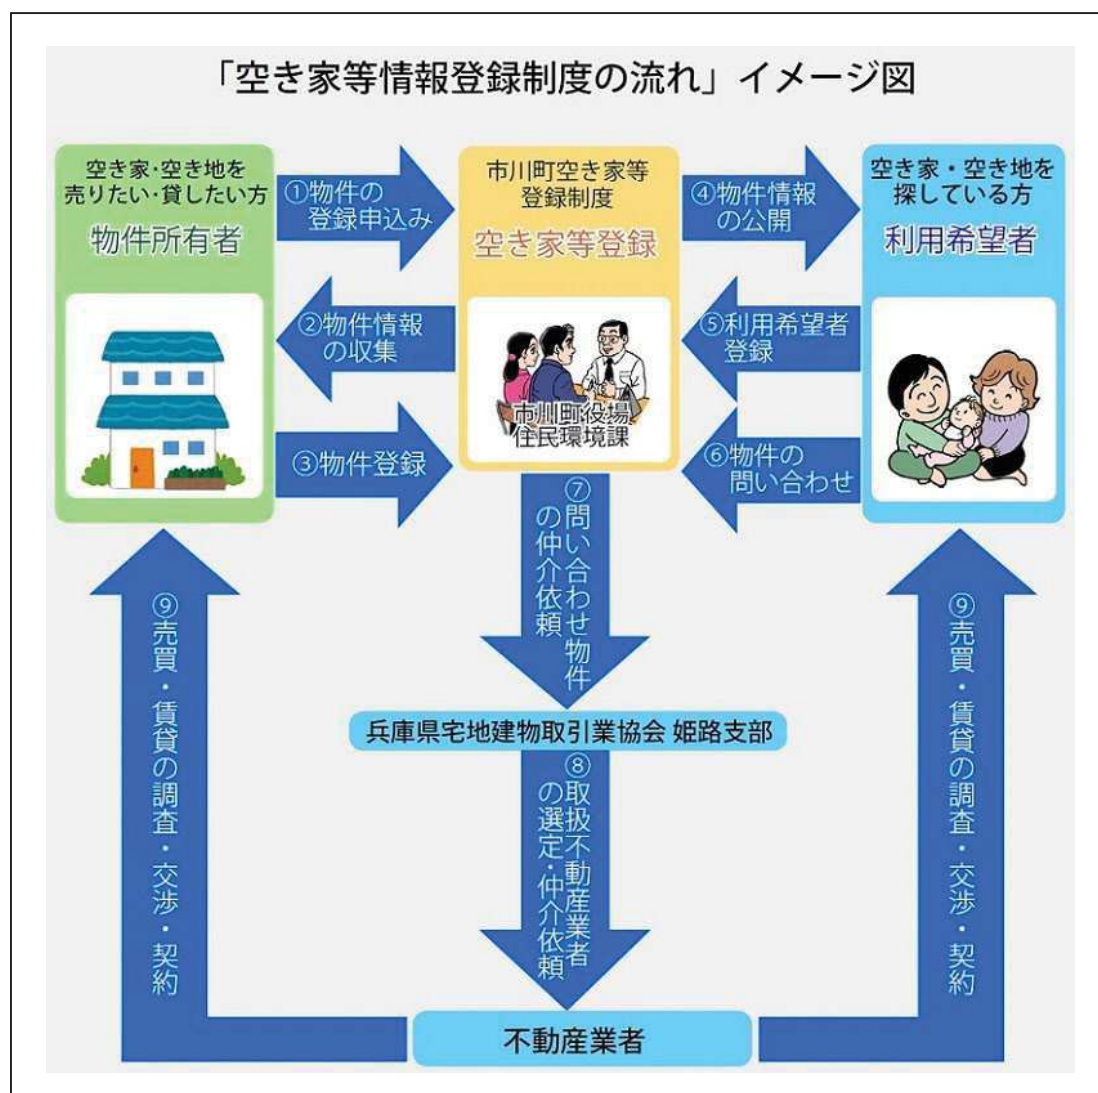 「空き家等情報登録制度の流れ」イメージ図
空き家・空き地を
売りたい・貸したい方
物件所有者
①物件の
登録申込み
市川町空き家等
登録制度
空き家等登録
④物件情報
の公開
空き家・空き地を
探している方
利用希望者
②物件情報
の収集
⑤利用希望者
登録
市川町役場
住民環境課
③物件登録
⑥物件の
問い合わせ
⑦問い合わせ物件
の仲介依頼
兵庫県宅地建物取引業協会 姫路支部
⑧取扱不動産業者
の選定・仲介依頼
⑨売買・賃貸の調査・交渉・契約
⑨売買・賃貸の調査・交渉・契約
不動産業者